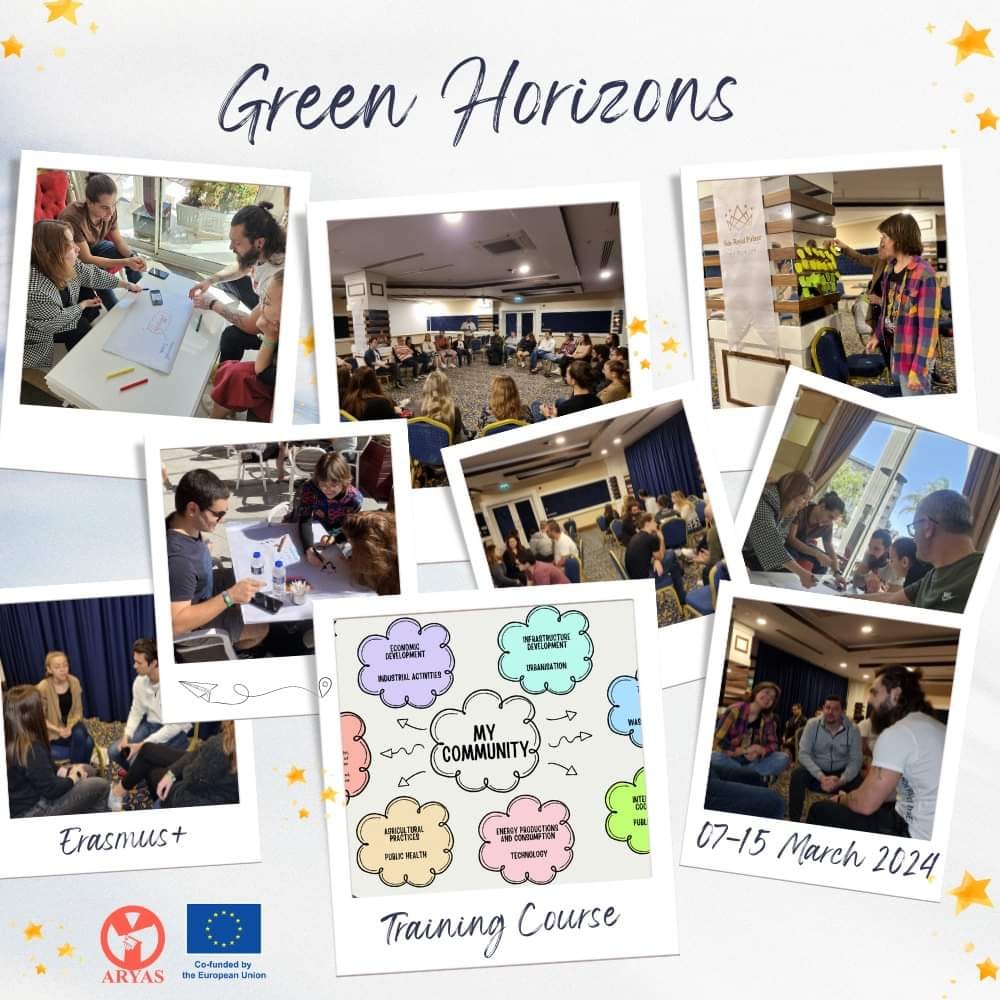 Green Horizons
ECONOMIC
DEVELOPMENT
INDUSTRIAL ACTIVITIES
INFRASTRUCTURE
DEVELOPMENT
URBANISATION
MY
COMMUNITY
AGRICULTURAL
PRACTICES
PUBLIC HEALTH
ENERGY PRODUCTIONS
AND CONSUMPTION
TECHNOLOGY
Erasmus+
Training Course
07-15 March 2024
ARYAS
Co-funded by
the European Union